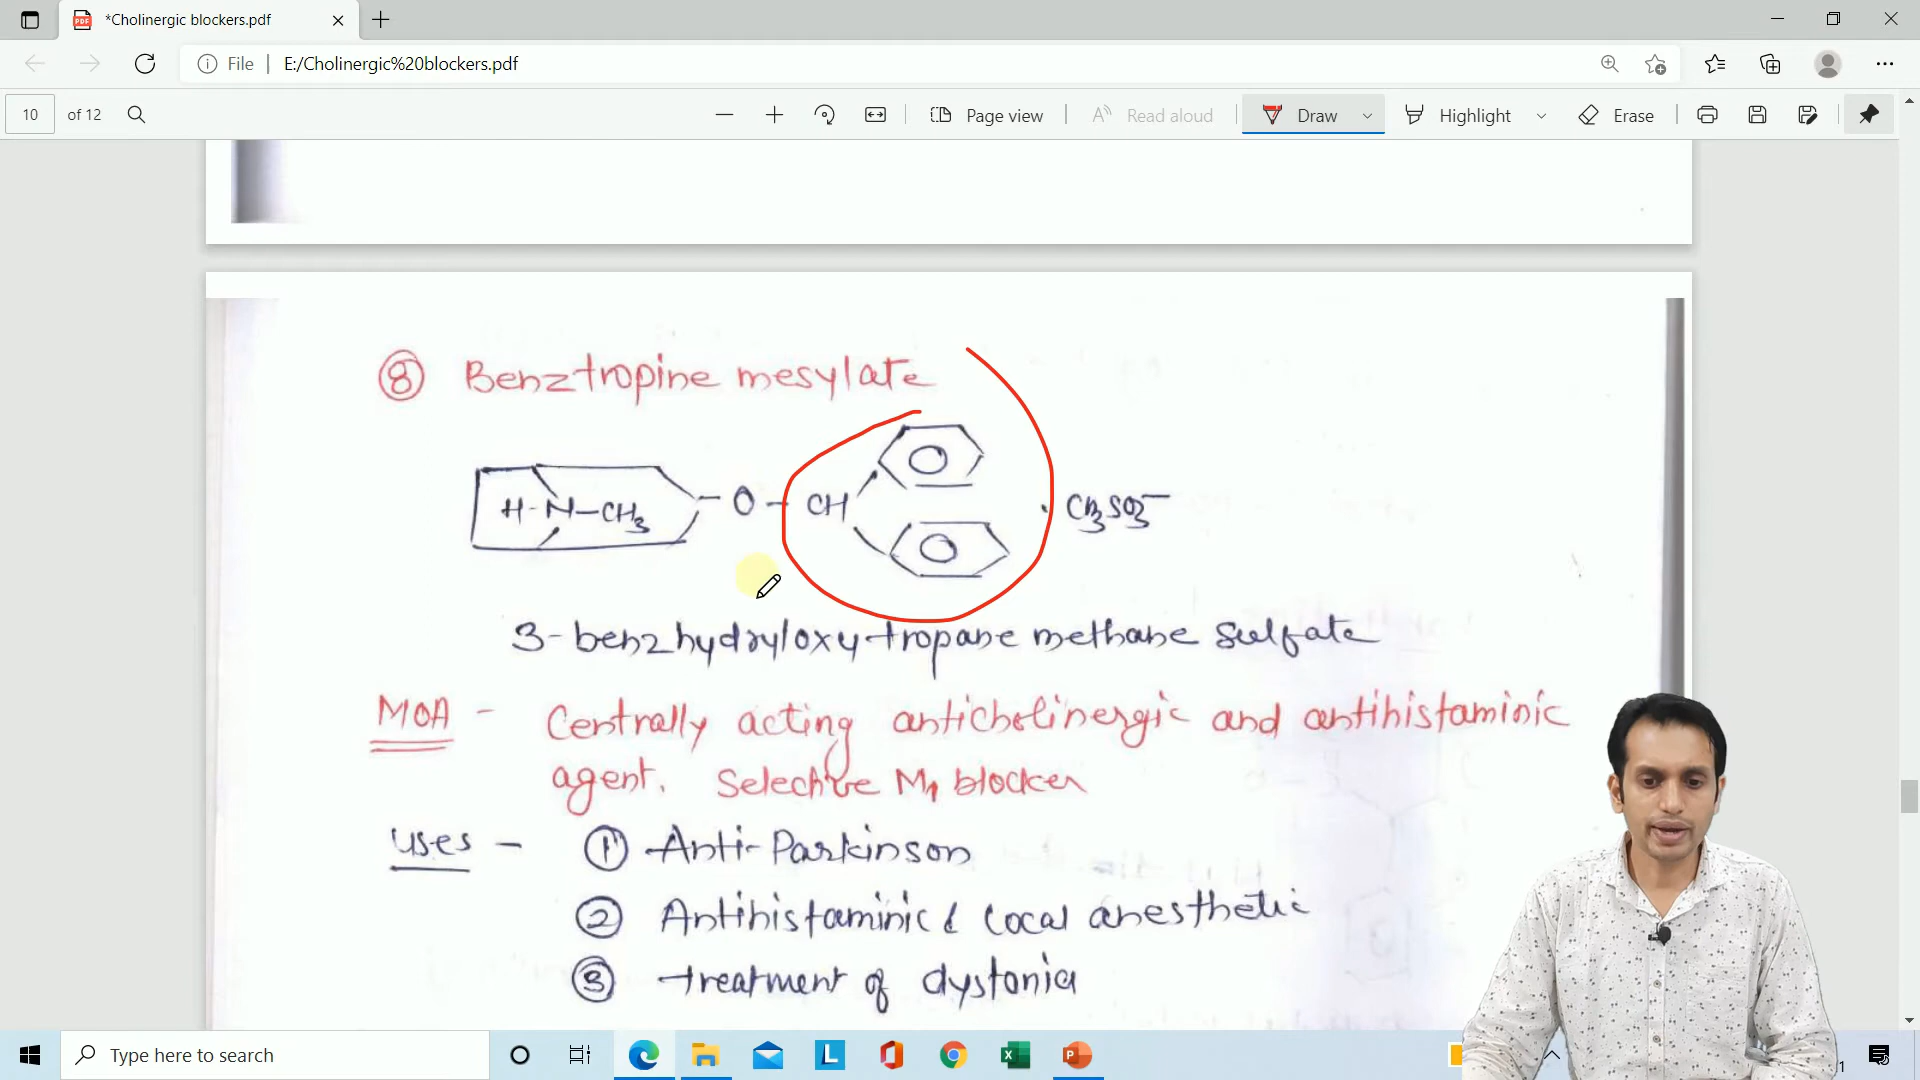 *Cholinergic blockers.pdf
File | E:/Cholinergic%20blockers.pdf
10 of 12
Page view
Read aloud
Draw
Highlight
Erase
⑧ Benztropine mesylate
H-N-CH3 -O-CH . CH3SO3⁻
3-benzhydryloxy-tropane methane sulfate
MOA - Centrally acting anticholinergic and antihistaminic
agent. Selective M1 blocker
Uses - ① Anti-Parkinson
② Antihistaminic & Local anesthetic
③ treatment of dystonia
Type here to search